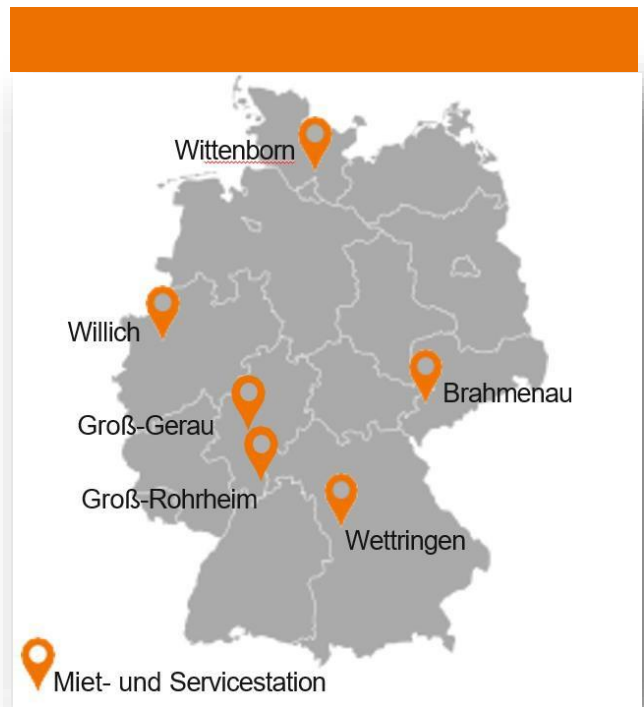 Wittenborn
Willich
Brahmenau
Groß-Gerau
Groß-Rohrheim
Wettringen
Miet- und Servicestation